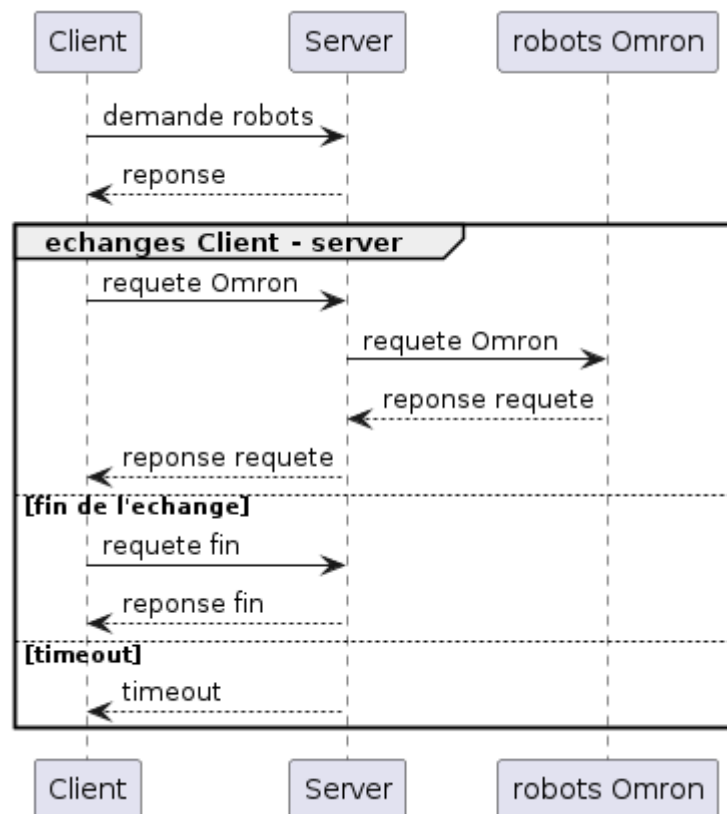 Client Server robots Omron
demande robots
reponse
echanges Client - server
requete Omron
requete Omron
reponse requete
reponse requete
[fin de l'echange]
requete fin
reponse fin
[timeout]
timeout
Client Server robots Omron